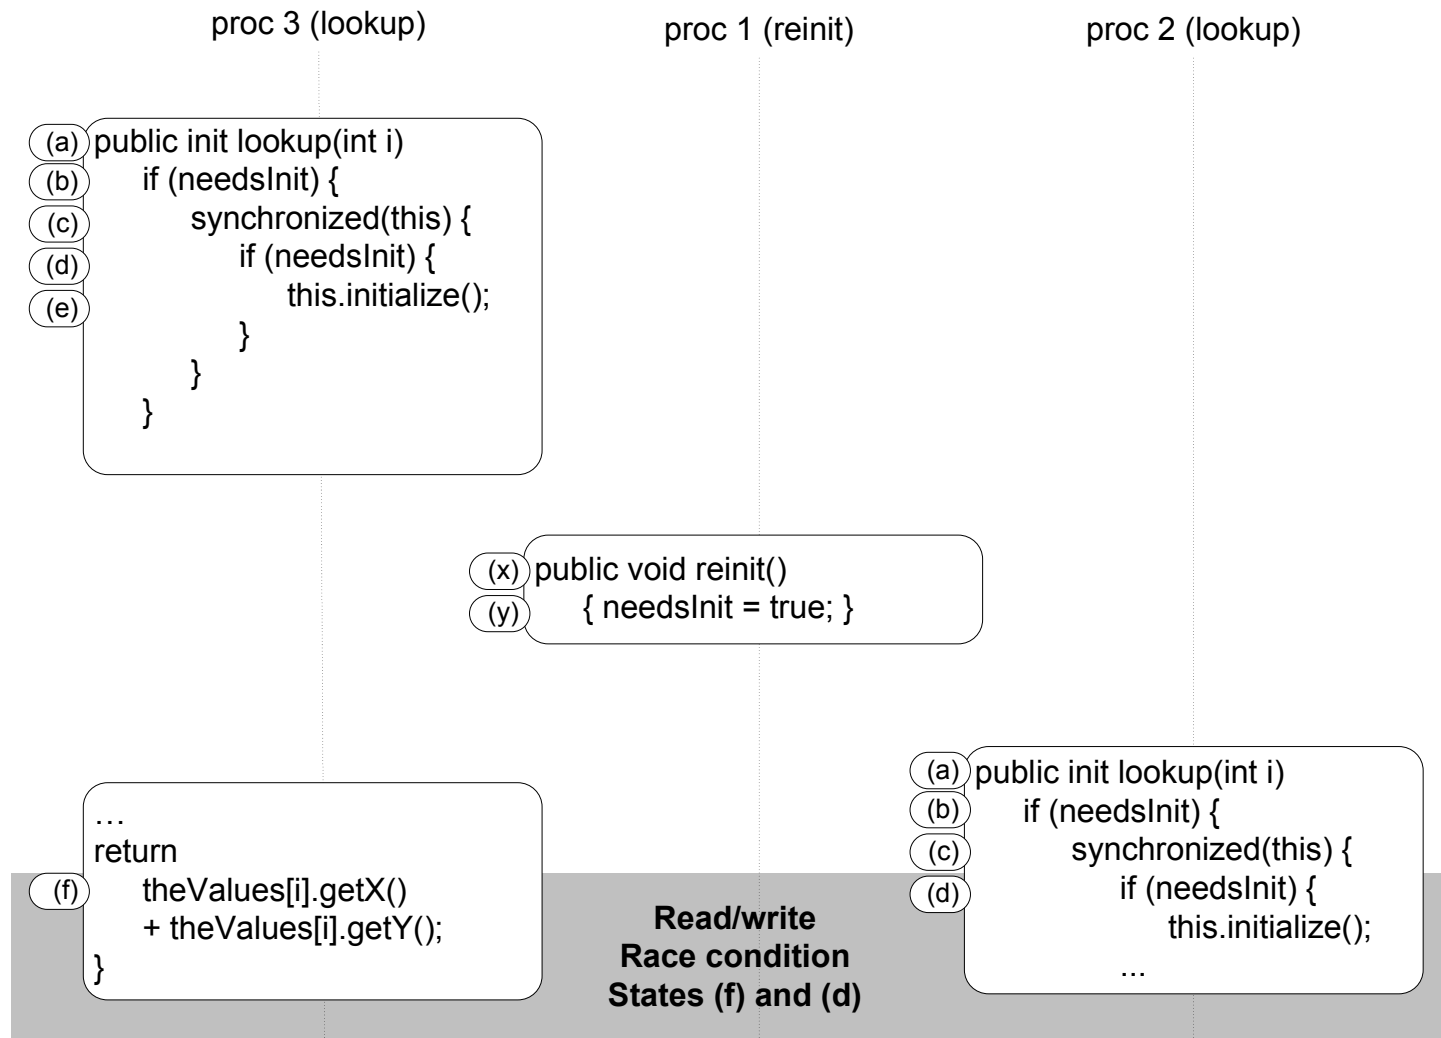 proc 3 (lookup)
proc 1 (reinit)
proc 2 (lookup)
(a) public init lookup(int i)
(b) if (needsInit) {
(c) synchronized(this) {
(d) if (needsInit) {
(e) this.initialize();
}
}
}
(x) public void reinit()
(y) { needsInit = true; }
…
return
(f) theValues[i].getX()
+ theValues[i].getY();
}
Read/write
Race condition
States (f) and (d)
(a) public init lookup(int i)
(b) if (needsInit) {
(c) synchronized(this) {
(d) if (needsInit) {
this.initialize();
...